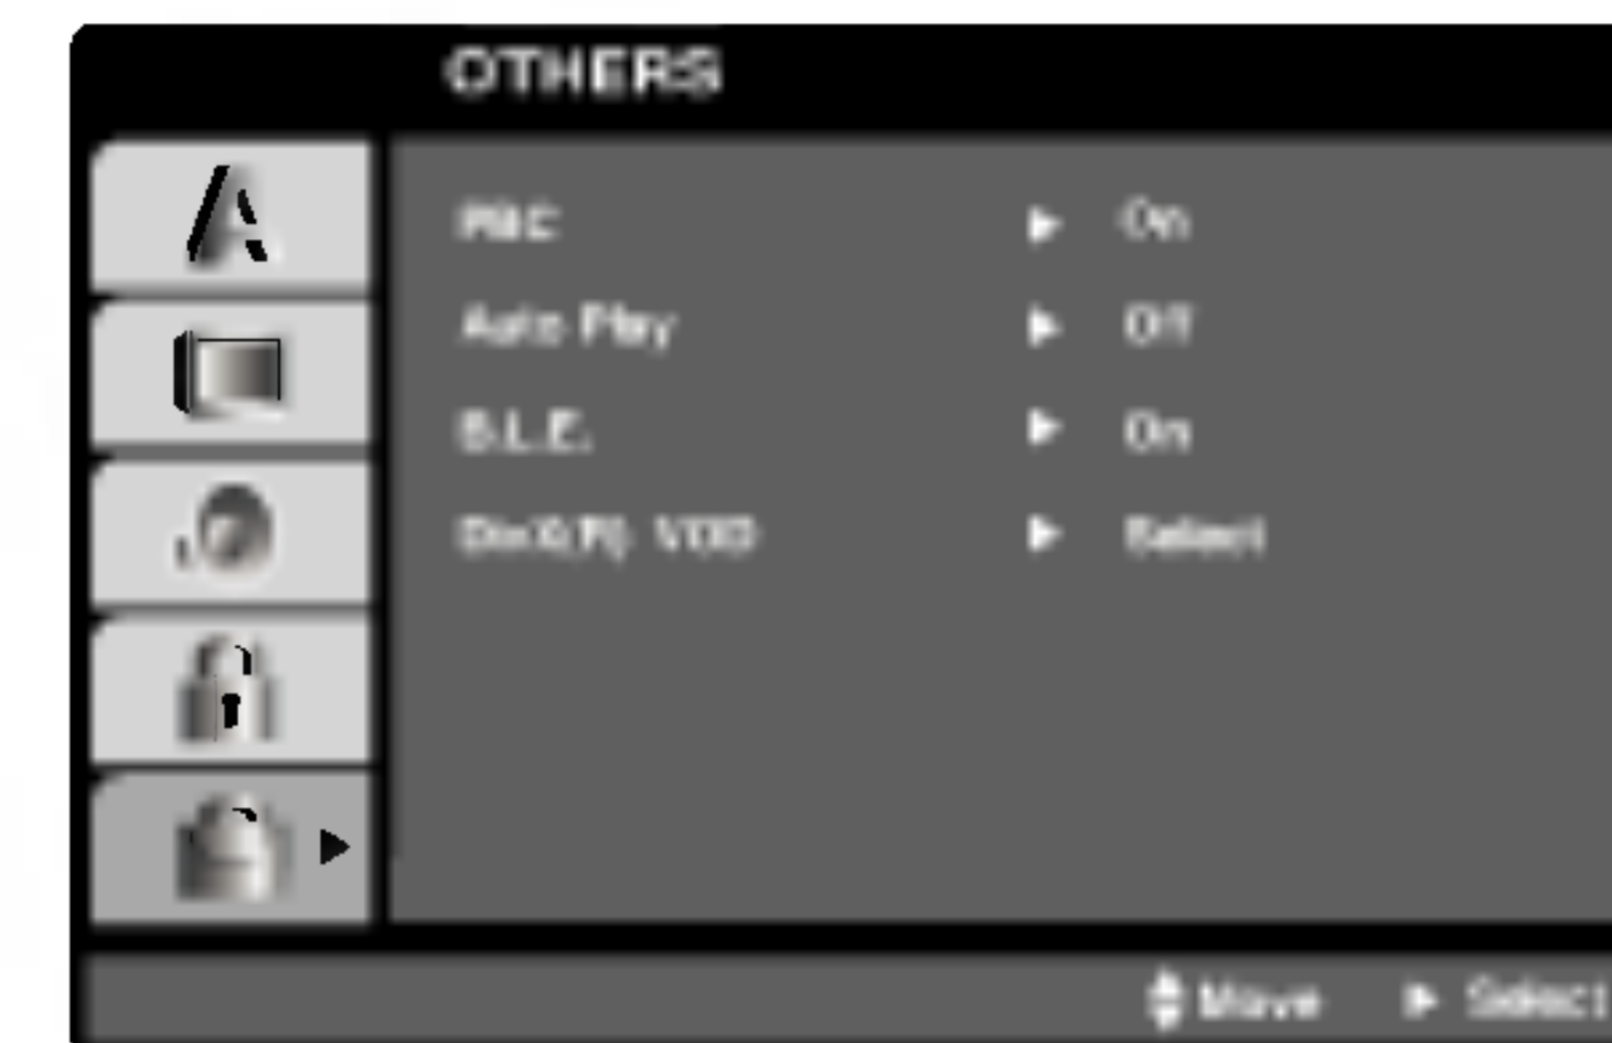 OTHERS
A
PBC On
Auto Play Off
B.L.E. On
DivX(R) VOD Select
Move Select